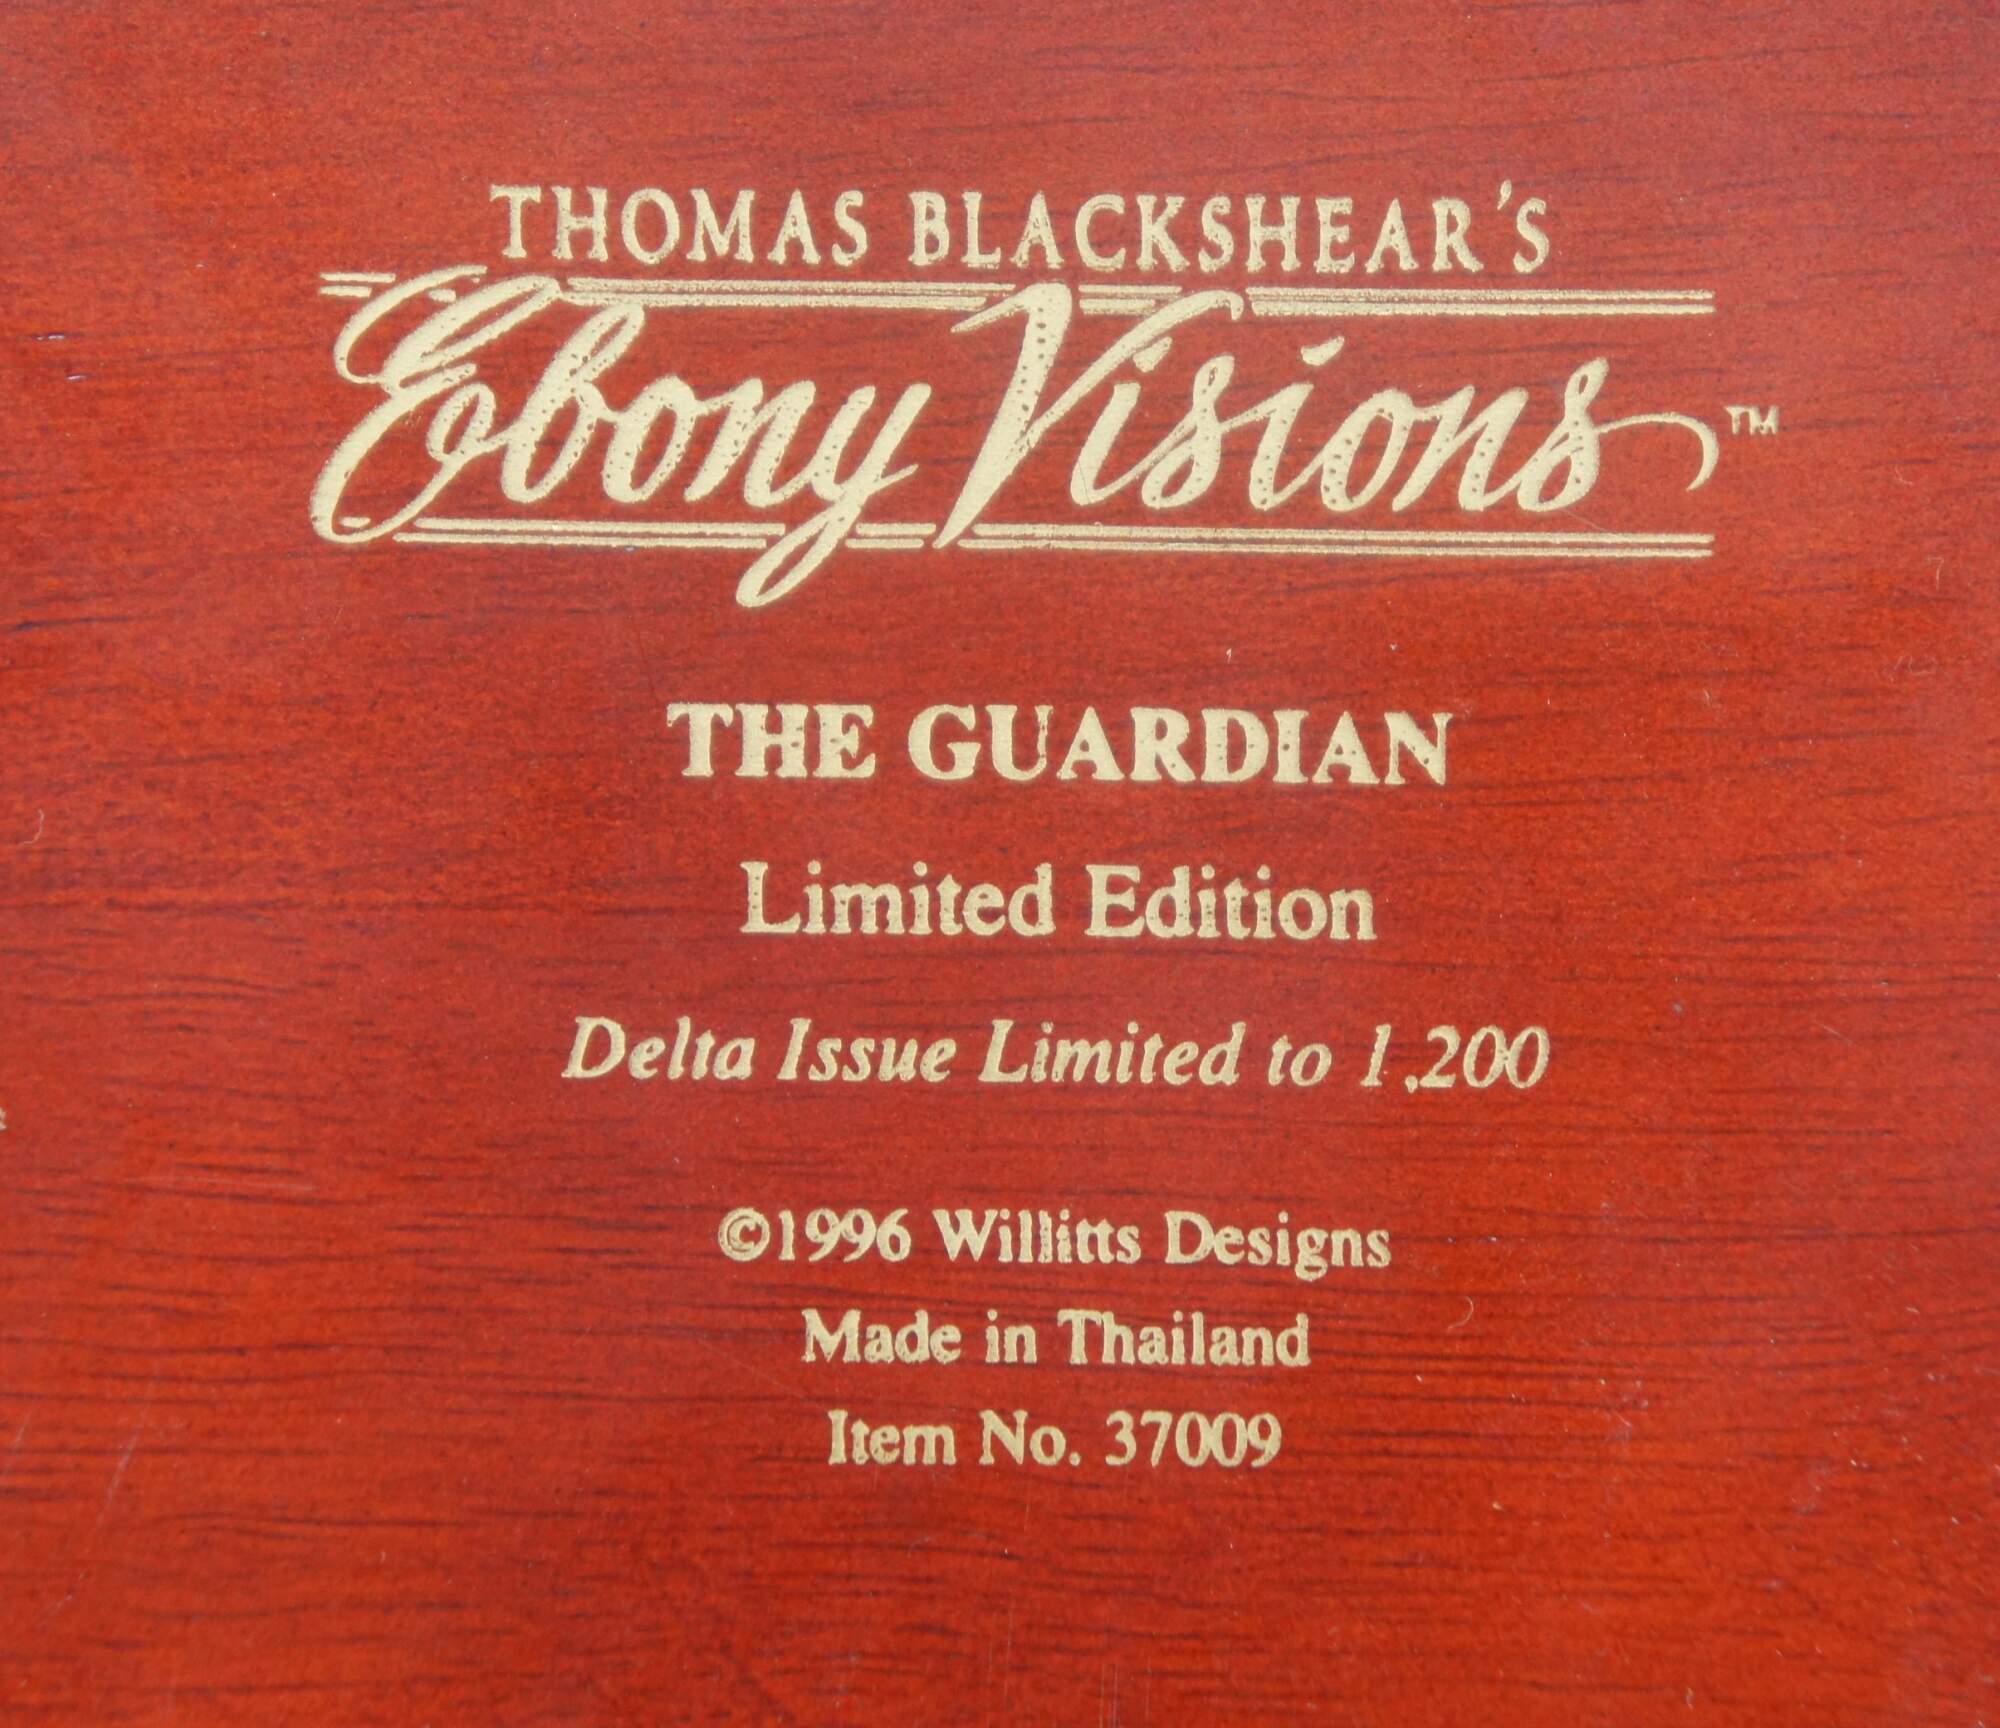 THOMAS BLACKSHEAR'S
Ebony Visions™
THE GUARDIAN
Limited Edition
Delta Issue Limited to 1,200
©1996 Willitts Designs
Made in Thailand
Item No. 37009